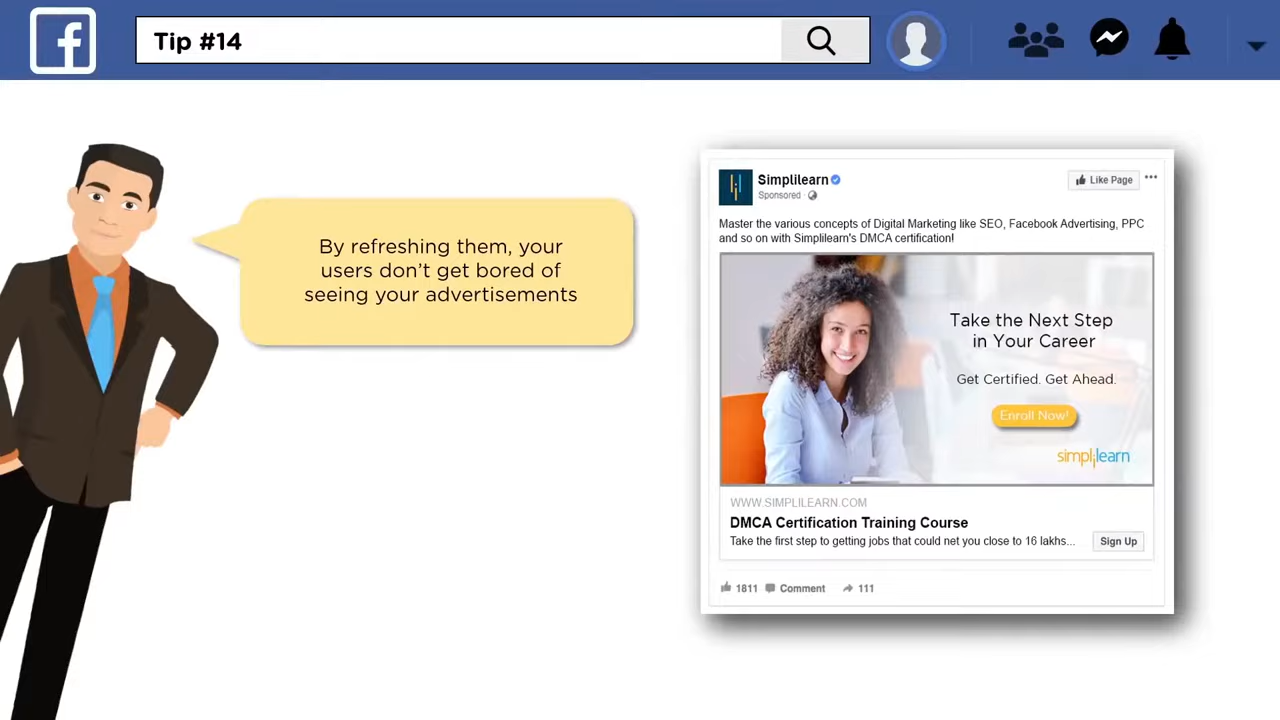 Tip #14
By refreshing them, your
users don't get bored of
seeing your advertisements
Simplilearn
Like Page
Sponsored
Master the various concepts of Digital Marketing like SEO, Facebook Advertising, PPC
and so on with Simplilearn's DMCA certification!
Take the Next Step
in Your Career
Get Certified. Get Ahead.
Enroll Now!
simplilearn
WWW.SIMPLILEARN.COM
DMCA Certification Training Course
Take the first step to getting jobs that could net you close to 16 lakhs...
Sign Up
1811 Comment 111